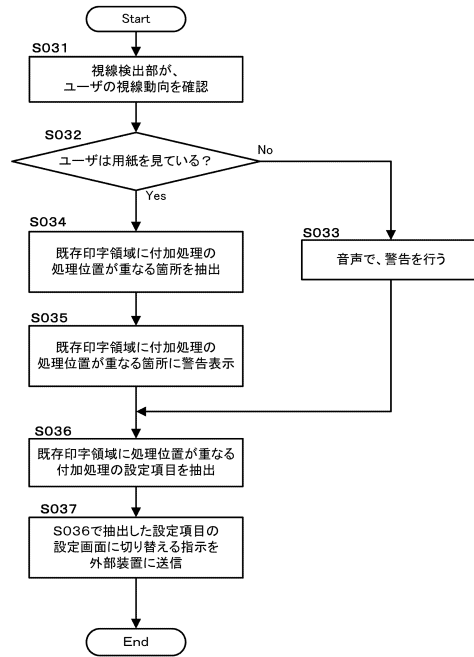 Start
S031
視線検出部が、
ユーザの視線動向を確認
S032
ユーザは用紙を見ている？
No
Yes
S034
既存印字領域に付加処理の
処理位置が重なる箇所を抽出
S033
音声で、警告を行う
S035
既存印字領域に付加処理の
処理位置が重なる箇所に警告表示
S036
既存印字領域に処理位置が重なる
付加処理の設定項目を抽出
S037
S036で抽出した設定項目の
設定画面に切り替える指示を
外部装置に送信
End